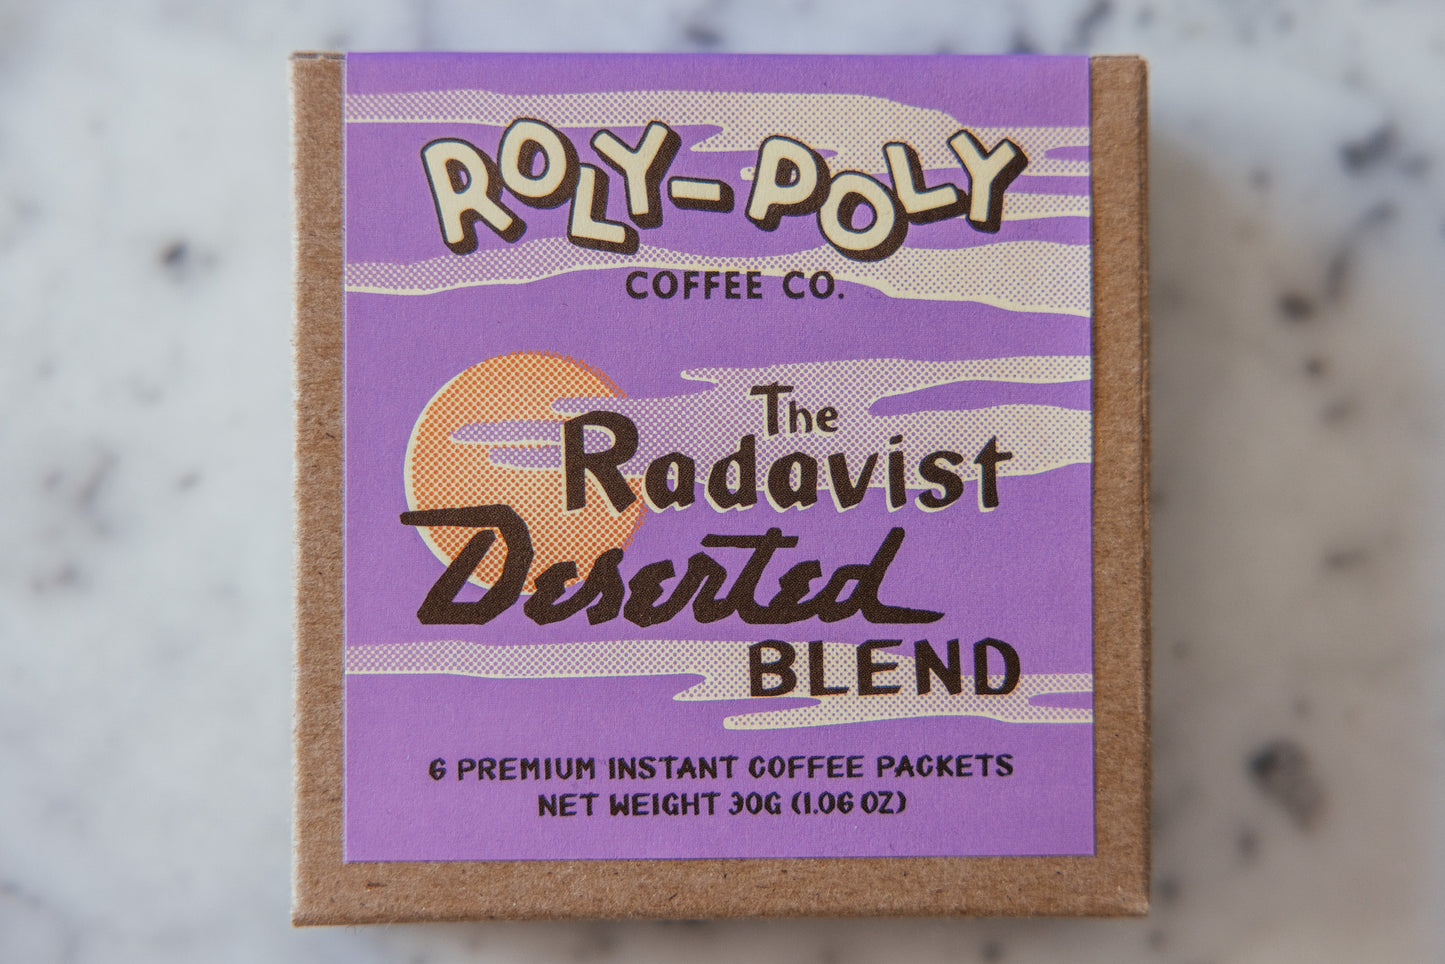 ROLY-POLY
COFFEE CO.
The
Radavist
Deserted
BLEND
6 PREMIUM INSTANT COFFEE PACKETS
NET WEIGHT 30G (1.06 OZ)